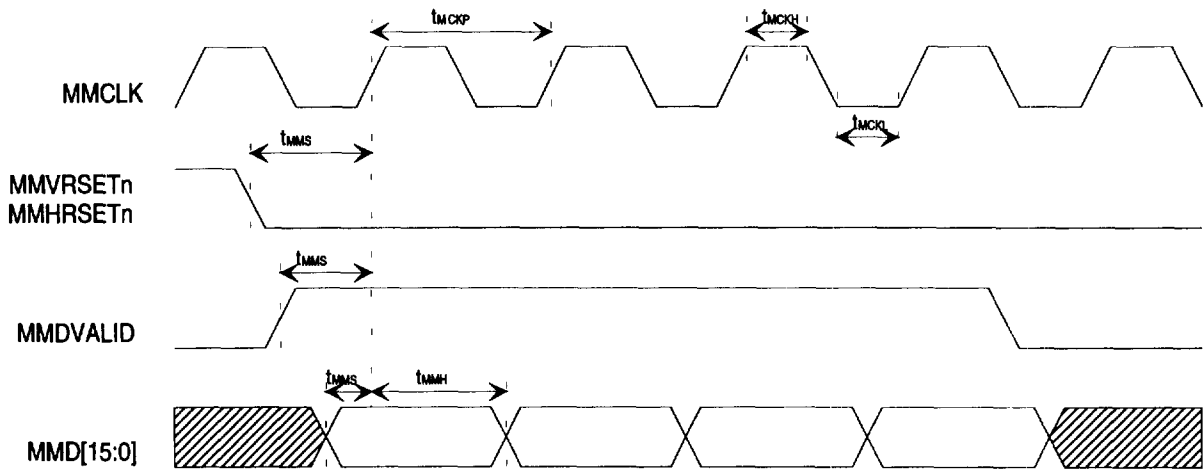 tMCKP
tMCKH
MMCLK
tMCKL
tMMS
MMVRSETn
MMHRSETn
tMMS
MMDVALID
tMMS
tMMH
MMD[15:0]